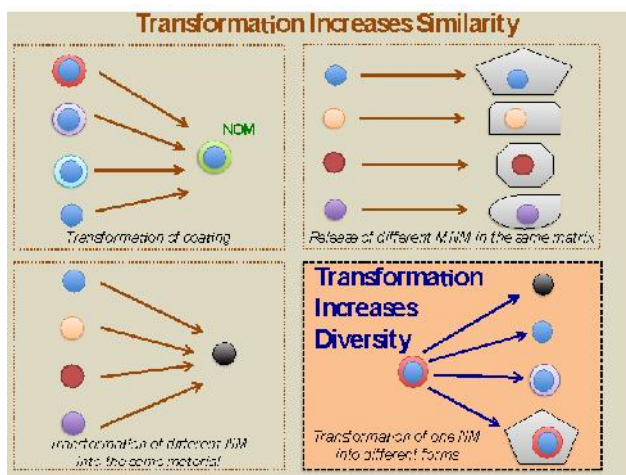 Transformation Increases Similarity
NOM
Transformation of coating
Release of different MNM in the same matrix
Transformation of different NM
into the same material
Transformation
Increases
Diversity
Transformation of one NM
into different forms